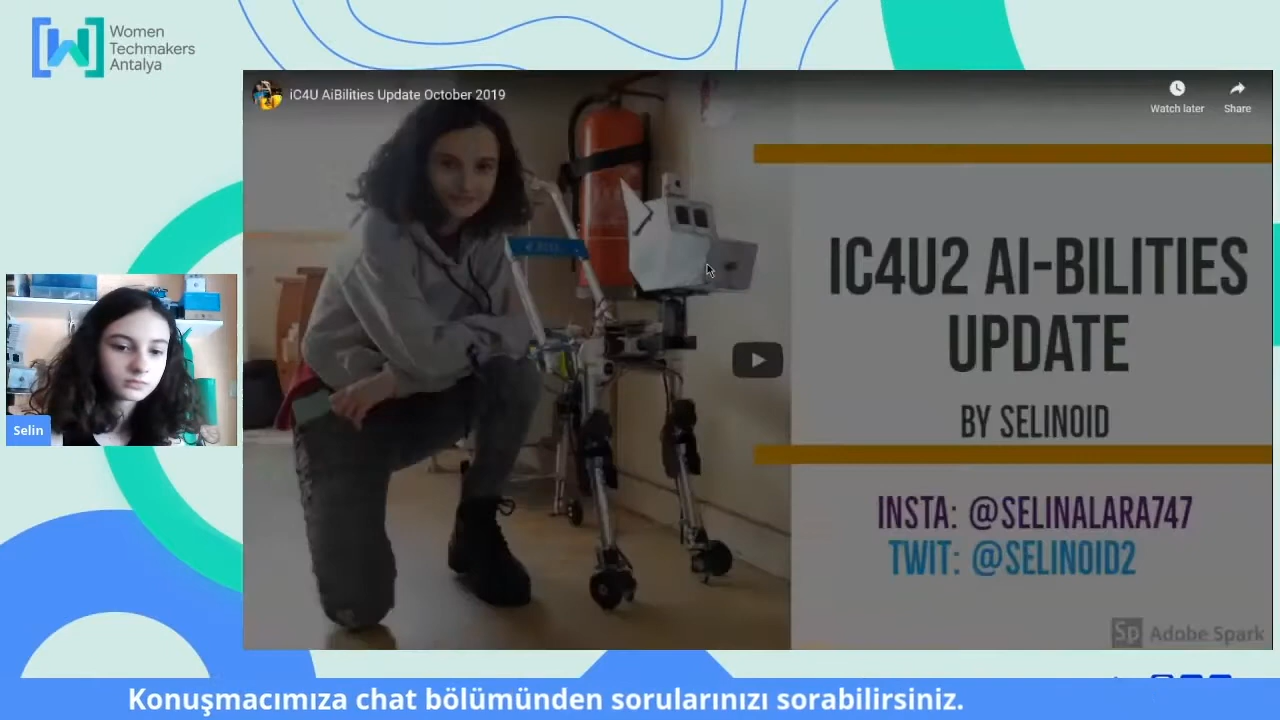 Women
Techmakers
Antalya
iC4U AiBilities Update October 2019
Watch later
Share
IC4U2 AI-BILITIES
UPDATE
BY SELINOID
INSTA: @SELINALARA747
TWIT: @SELINOID2
Sp Adobe Spark
Selin
Konuşmacımıza chat bölümünden sorularınızı sorabilirsiniz.